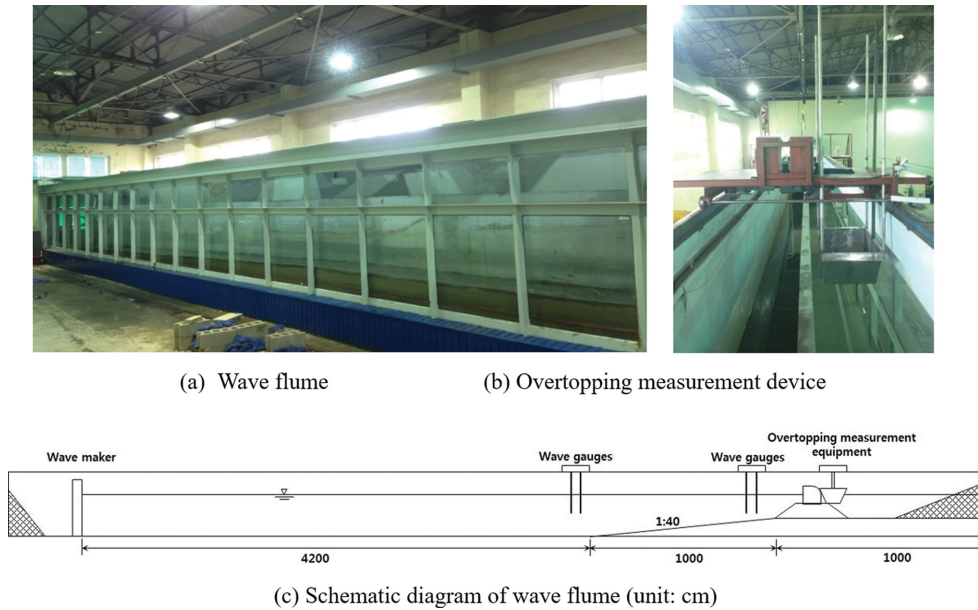 (a) Wave flume
(b) Overtopping measurement device
Overtopping measurement
equipment
Wave maker
Wave gauges
Wave gauges
1:40
4200
1000
1000
(c) Schematic diagram of wave flume (unit: cm)